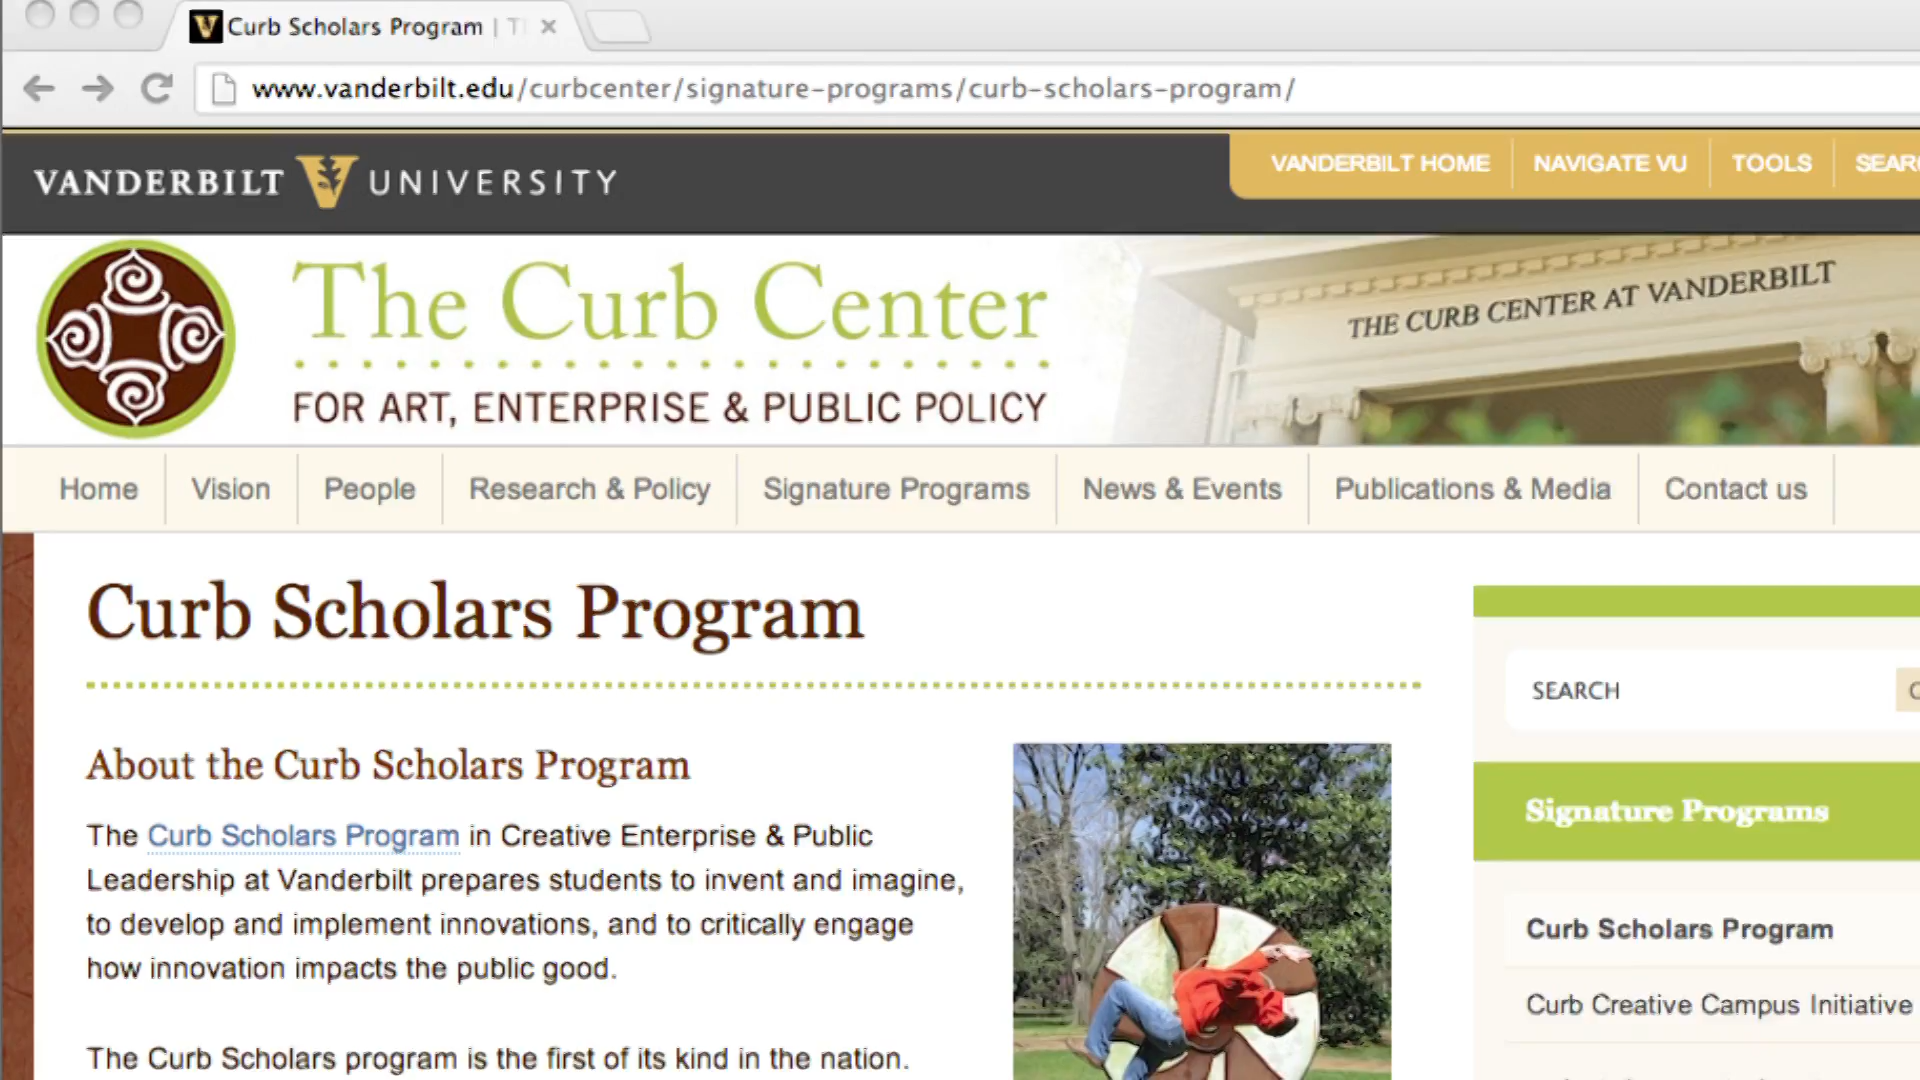 Curb Scholars Program
www.vanderbilt.edu/curbcenter/signature-programs/curb-scholars-program/
VANDERBILT V UNIVERSITY
VANDERBILT HOME
NAVIGATE VU
TOOLS
The Curb Center
FOR ART, ENTERPRISE & PUBLIC POLICY
THE CURB CENTER AT VANDERBILT
Home
Vision
People
Research & Policy
Signature Programs
News & Events
Publications & Media
Contact us
Curb Scholars Program
About the Curb Scholars Program
The Curb Scholars Program in Creative Enterprise & Public
Leadership at Vanderbilt prepares students to invent and imagine,
to develop and implement innovations, and to critically engage
how innovation impacts the public good.
The Curb Scholars program is the first of its kind in the nation.
SEARCH
Signature Programs
Curb Scholars Program
Curb Creative Campus Initiative